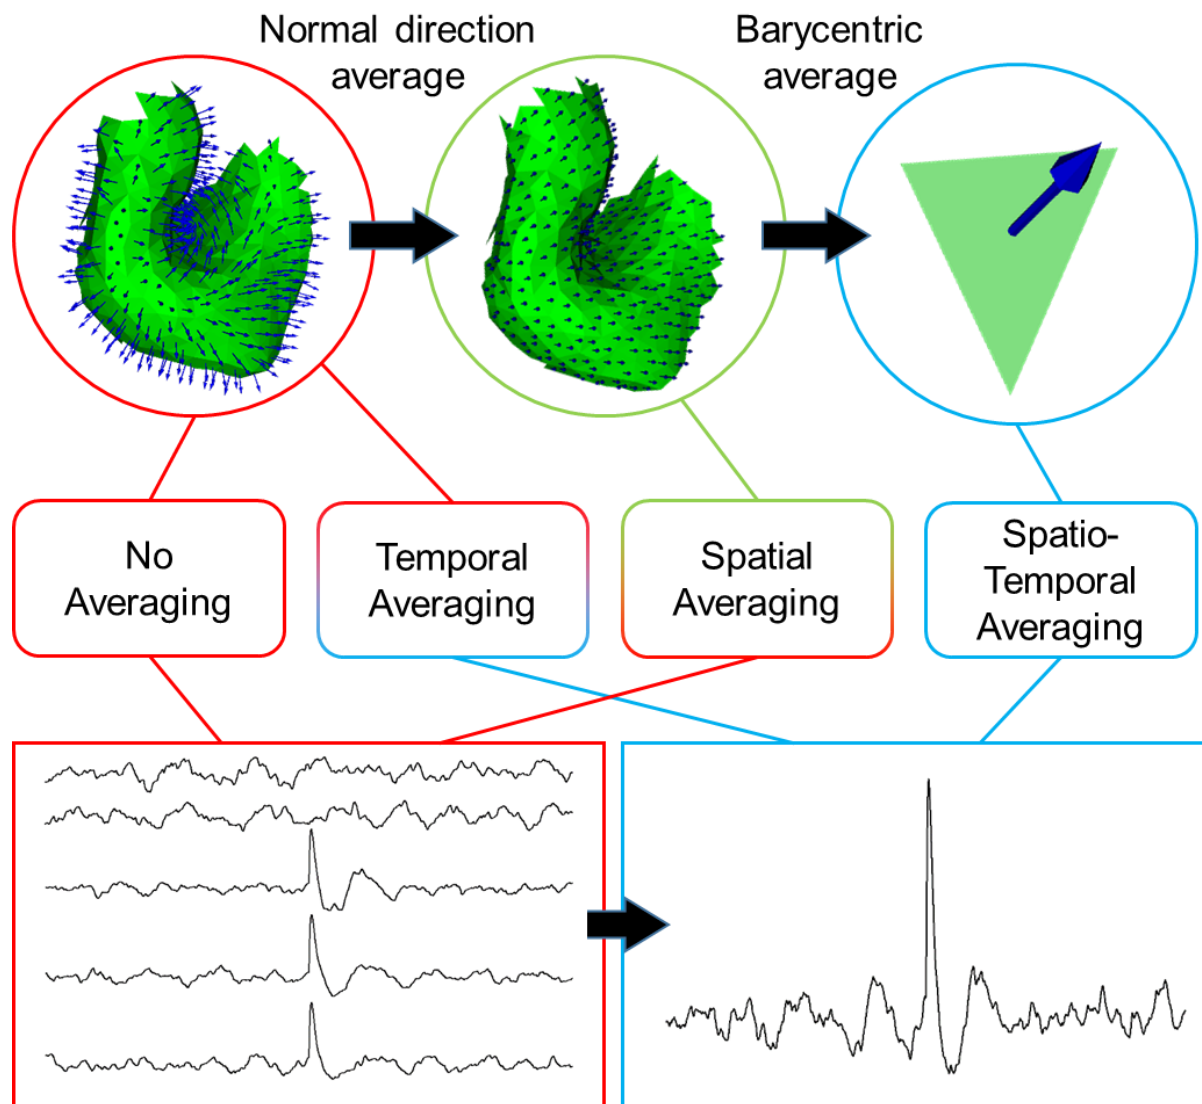 Normal direction
average
Barycentric
average
No
Averaging
Temporal
Averaging
Spatial
Averaging
Spatio-
Temporal
Averaging